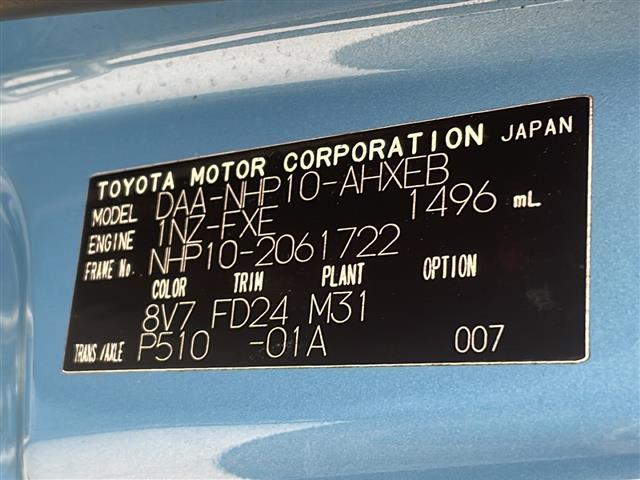 TOYOTA MOTOR CORPORATION JAPAN
MODEL DAA-NHP10-AHXEB
ENGINE 1NZ-FXE 1496 mL
FRAME No. NHP10-2061722
COLOR TRIM PLANT OPTION
8V7 FD24 M31
TRANS/AXLE P510 -01A 007